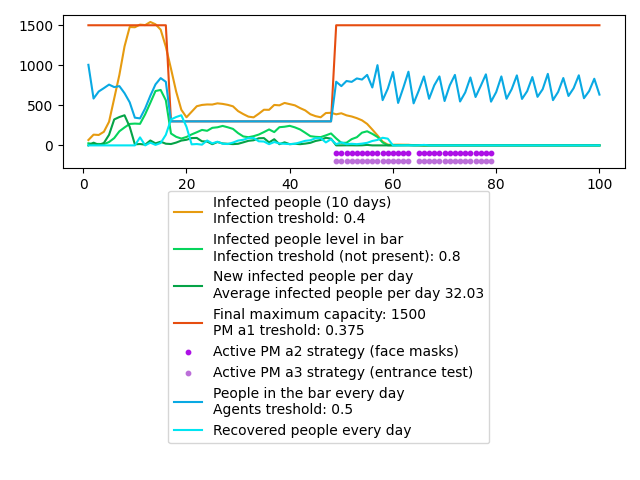 1500
1000
500
0
0
20
40
60
80
100
Infected people (10 days)
Infection treshold: 0.4
Infected people level in bar
Infection treshold (not present): 0.8
New infected people per day
Average infected people per day 32.03
Final maximum capacity: 1500
PM a1 treshold: 0.375
Active PM a2 strategy (face masks)
Active PM a3 strategy (entrance test)
People in the bar every day
Agents treshold: 0.5
Recovered people every day